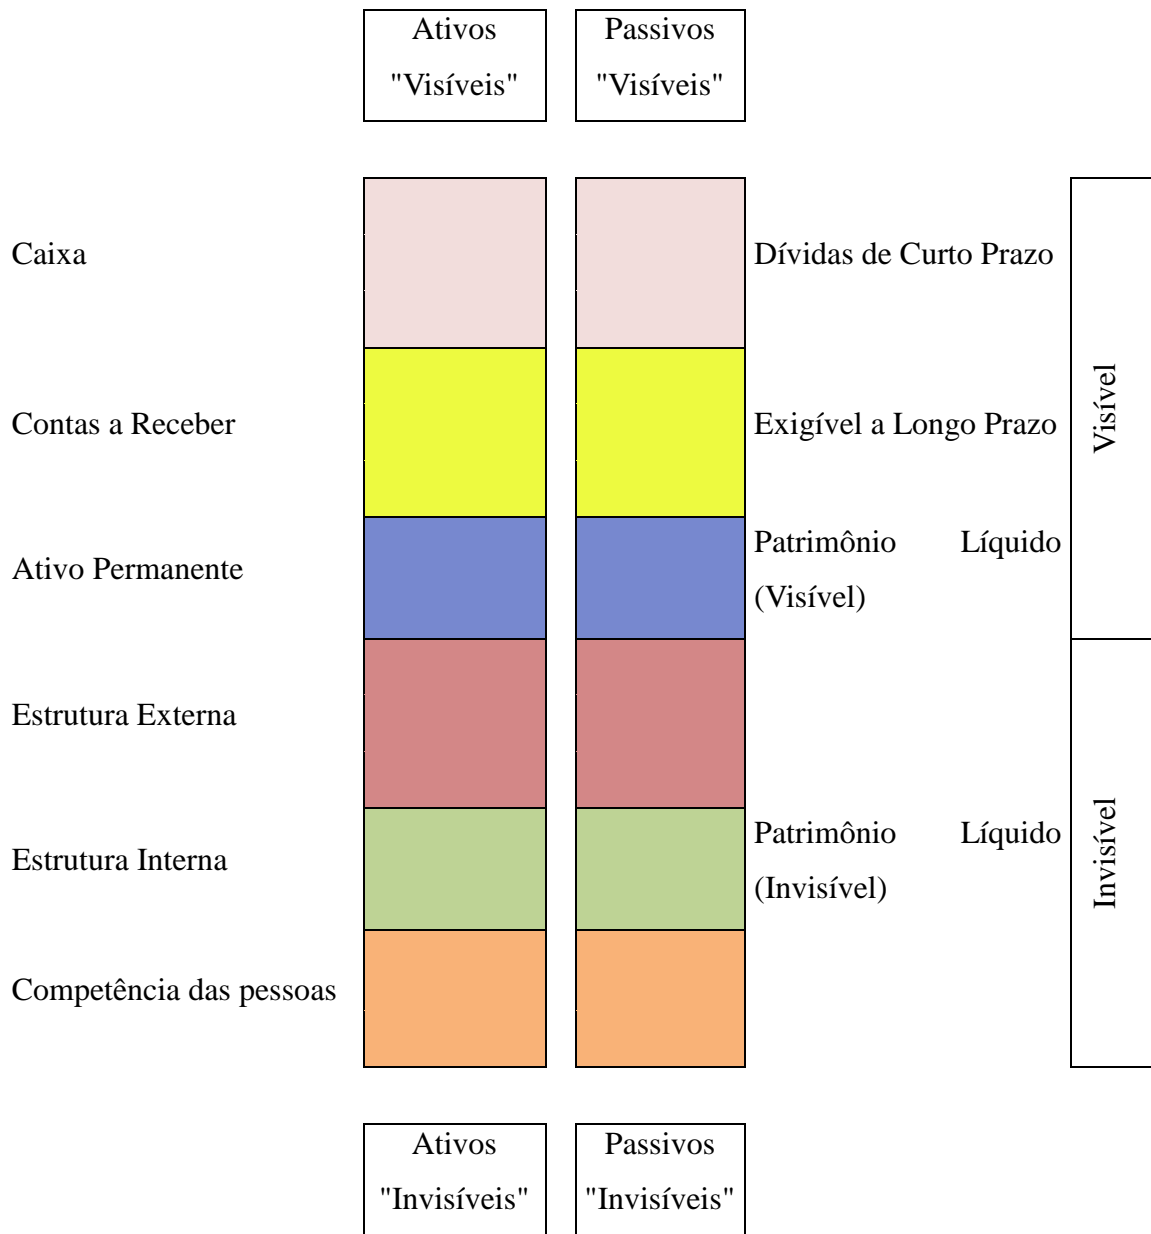 Ativos
"Visíveis"
Passivos
"Visíveis"
Caixa
Dívidas de Curto Prazo
Contas a Receber
Exigível a Longo Prazo
Visível
Ativo Permanente
Patrimônio Líquido
(Visível)
Estrutura Externa
Estrutura Interna
Patrimônio Líquido
(Invisível)
Invisível
Competência das pessoas
Ativos
"Invisíveis"
Passivos
"Invisíveis"